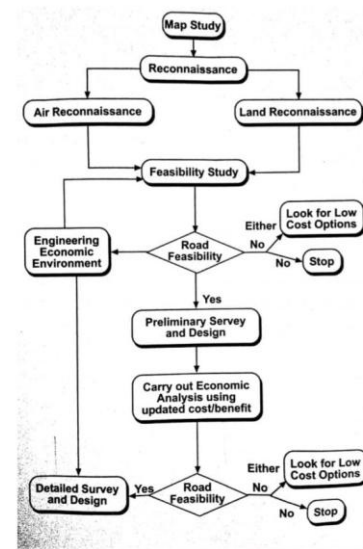 Map Study
Reconnaissance
Air Reconnaissance
Land Reconnaissance
Feasibility Study
Engineering
Economic
Environment
Road
Feasibility
Either
No
No
Look for Low
Cost Options
Stop
Yes
Preliminary Servey
and Design
Carry out Economic
Analysis using
updated cost/benefit
Detailed Survey
and Design
Yes
Road
Feasibility
Either
No
No
Look for Low
Cost Options
Stop